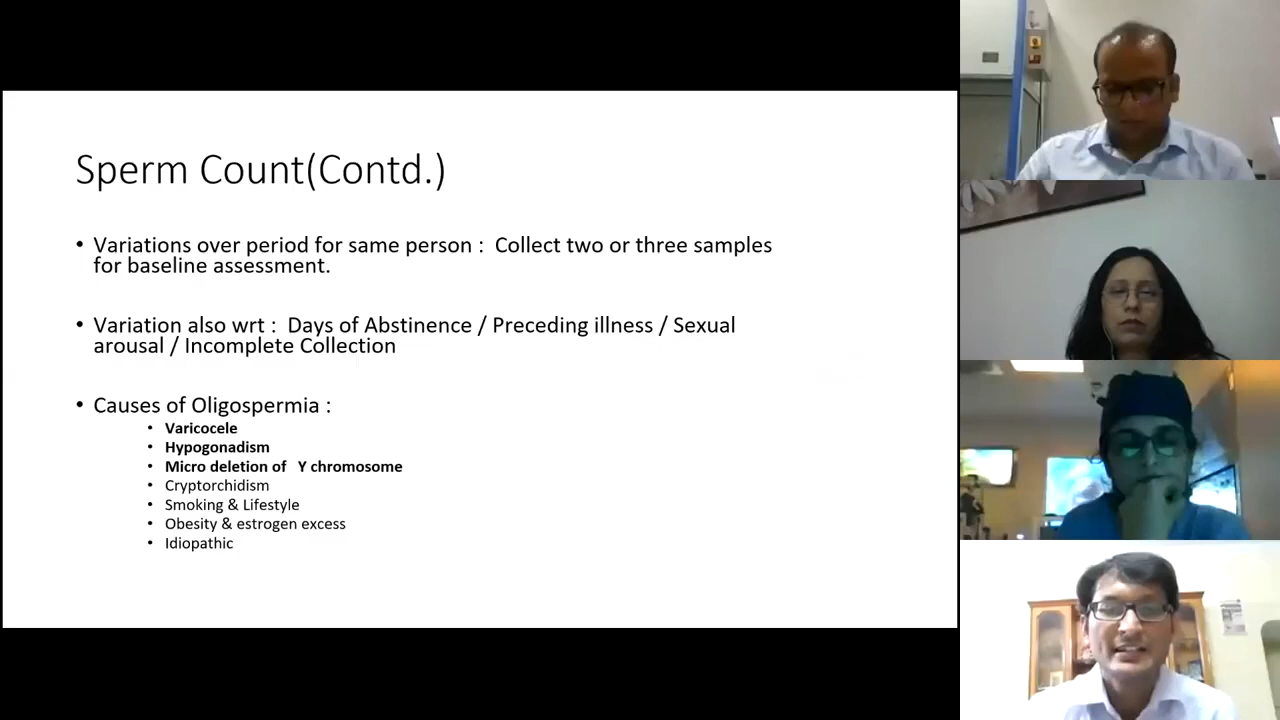 Sperm Count(Contd.)
• Variations over period for same person : Collect two or three samples
for baseline assessment.
• Variation also wrt : Days of Abstinence / Preceding illness / Sexual
arousal / Incomplete Collection
• Causes of Oligospermia :
• Varicocele
• Hypogonadism
• Micro deletion of Y chromosome
• Cryptorchidism
• Smoking & Lifestyle
• Obesity & estrogen excess
• Idiopathic